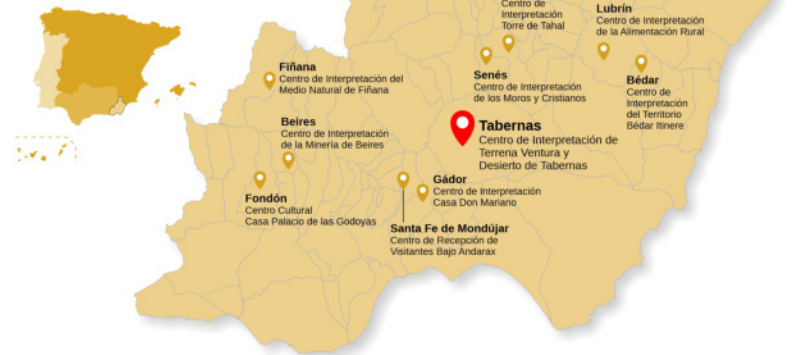 Centro de
Interpretación
Torre de Tahal
Lubrín
Centro de Interpretación
de la Alimentación Rural
Fiñana
Centro de Interpretación del
Medio Natural de Fiñana
Senés
Centro de Interpretación
de los Moros y Cristianos
Bédar
Centro de
Interpretación
del Territorio
Bédar Itinere
Beires
Centro de Interpretación
de la Minería de Beires
Tabernas
Centro de Interpretación de
Terrena Ventura y
Desierto de Tabernas
Gádor
Centro de Interpretación
Casa Don Mariano
Fondón
Centro Cultural
Casa Palacio de las Godoyas
Santa Fe de Mondújar
Centro de Recepción de
Visitantes Bajo Andarax